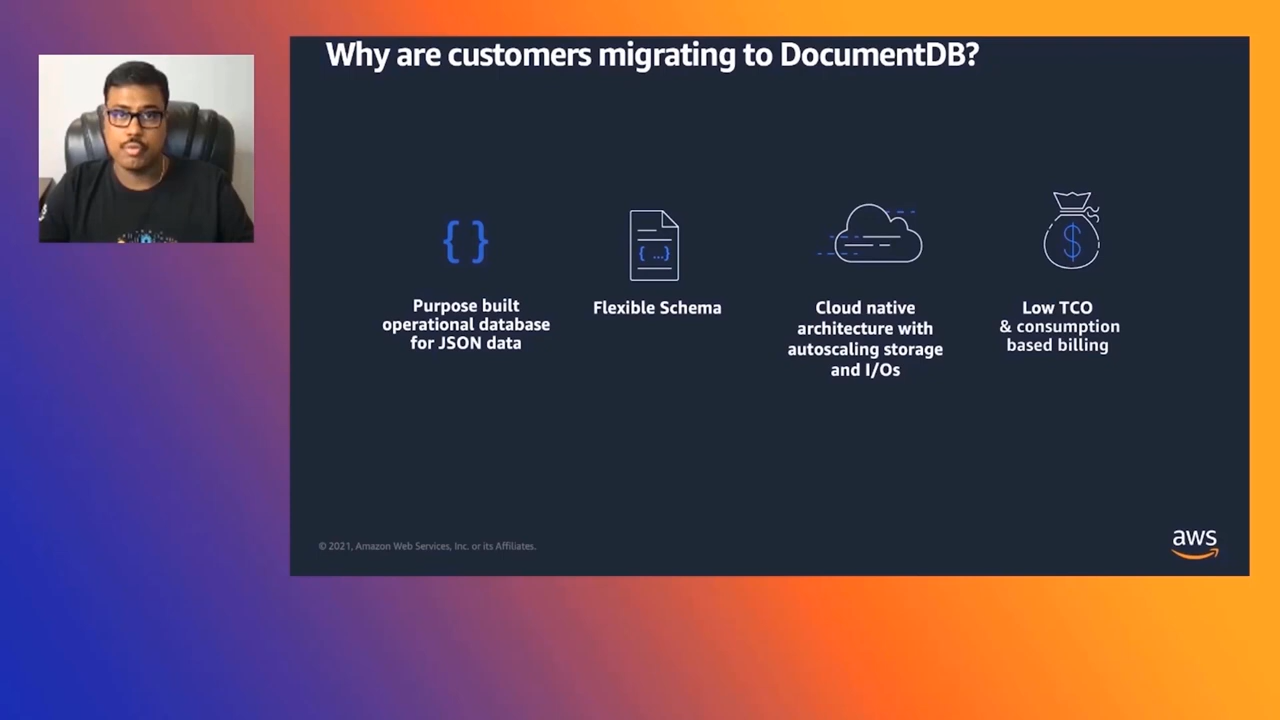 Why are customers migrating to DocumentDB?
{ }
{ ... }
$
Purpose built
operational database
for JSON data
Flexible Schema
Cloud native
architecture with
autoscaling storage
and I/Os
Low TCO
& consumption
based billing
© 2021, Amazon Web Services, Inc. or its Affiliates.
aws